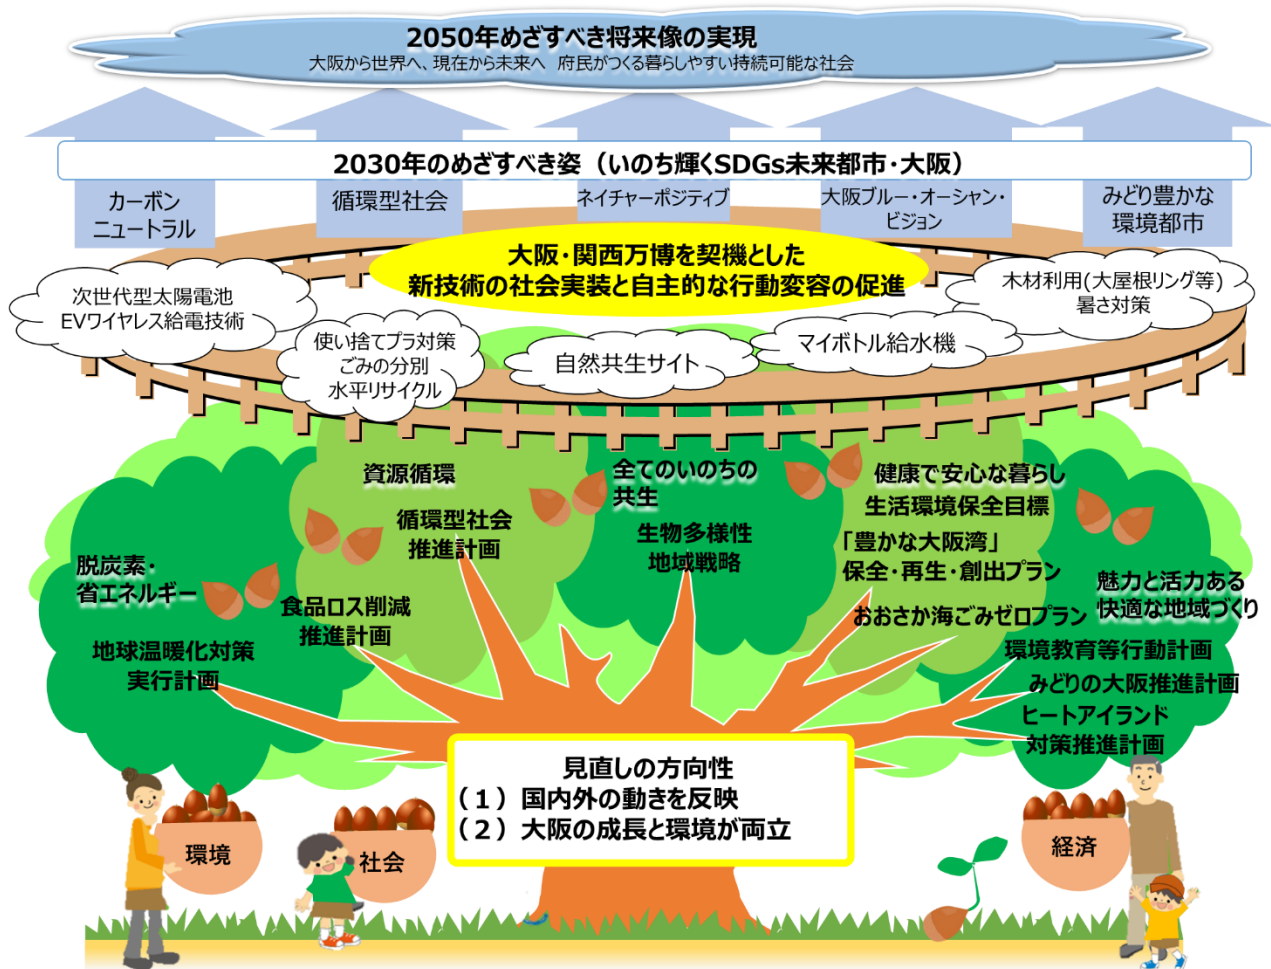 2050年めざすべき将来像の実現
大阪から世界へ、現在から未来へ 府民がつくる暮らしやすい持続可能な社会
2030年のめざすべき姿（いのち輝くSDGs未来都市・大阪）
カーボン
ニュートラル
循環型社会
ネイチャーポジティブ
大阪ブルー・オーシャン・
ビジョン
みどり豊かな
環境都市
大阪・関西万博を契機とした
新技術の社会実装と自主的な行動変容の促進
次世代型太陽電池
EVワイヤレス給電技術
使い捨てプラ対策
ごみの分別
水平リサイクル
自然共生サイト
マイボトル給水機
木材利用(大屋根リング等)
暑さ対策
脱炭素・
省エネルギー
地球温暖化対策
実行計画
資源循環
循環型社会
推進計画
食品ロス削減
推進計画
全てのいのちの
共生
生物多様性
地域戦略
健康で安心な暮らし
生活環境保全目標
「豊かな大阪湾」
保全・再生・創出プラン
おおさか海ごみゼロプラン
魅力と活力ある
快適な地域づくり
環境教育等行動計画
みどりの大阪推進計画
ヒートアイランド
対策推進計画
見直しの方向性
（１）国内外の動きを反映
（２）大阪の成長と環境が両立
環境
社会
経済